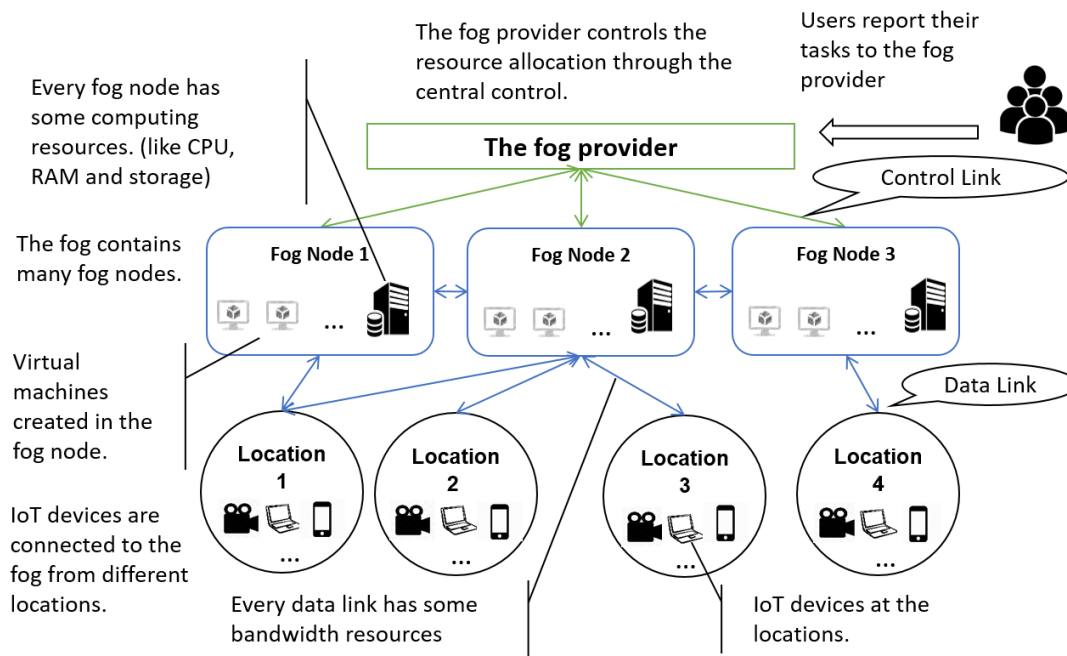 Users report their
tasks to the fog
provider
The fog provider controls the
resource allocation through the
central control.
Every fog node has
some computing
resources. (like CPU,
RAM and storage)
The fog provider
Control Link
The fog contains
many fog nodes.
Fog Node 1
Fog Node 2
Fog Node 3
...
...
...
Virtual
machines
created in the
fog node.
Data Link
Location
1
...
Location
2
...
Location
3
...
Location
4
...
IoT devices are
connected to the
fog from different
locations.
Every data link has some
bandwidth resources
IoT devices at the
locations.